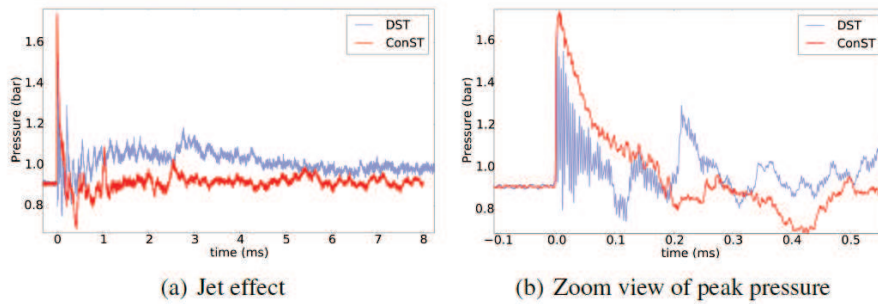 DST
ConST
Pressure (bar)
1.6
1.4
1.2
1.0
0.8
0 1 2 3 4 5 6 7 8
time (ms)
(a) Jet effect
DST
ConST
Pressure (bar)
1.6
1.4
1.2
1.0
0.8
−0.1 0.0 0.1 0.2 0.3 0.4 0.5
time (ms)
(b) Zoom view of peak pressure